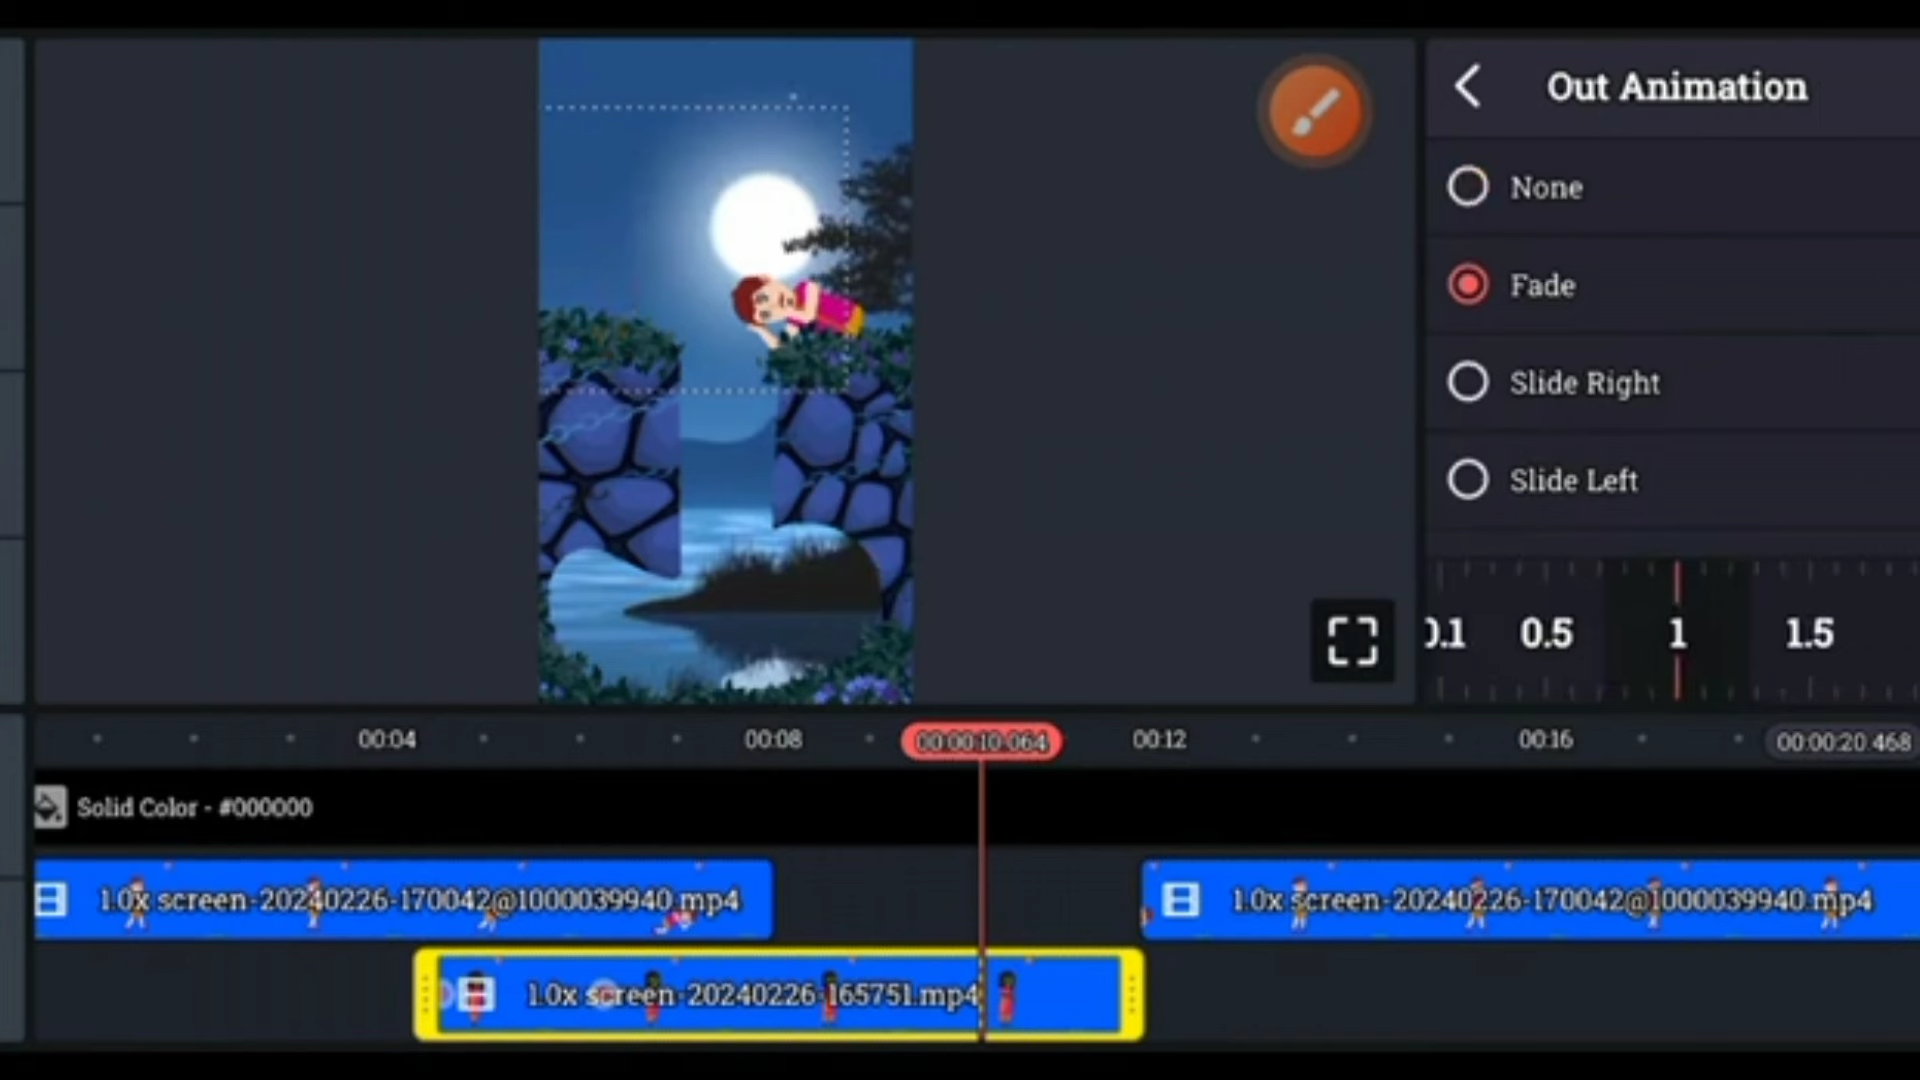 Out Animation
None
Fade
Slide Right
Slide Left
0.1 0.5 1 1.5
00:04 00:08 00:00:10.064 00:12 00:16 00:00:20.468
Solid Color - #000000
1.0x screen-20240226-170042@1000039940.mp4
1.0x screen-20240226-170042@1000039940.mp4
1.0x screen-20240226-165751.mp4